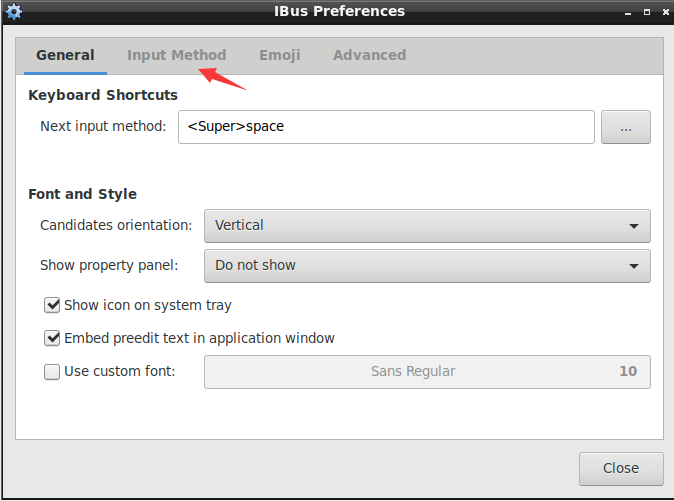 IBus Preferences
General Input Method Emoji Advanced
Keyboard Shortcuts
Next input method: <Super>space ...
Font and Style
Candidates orientation: Vertical
Show property panel: Do not show
Show icon on system tray
Embed preedit text in application window
Use custom font: Sans Regular 10
Close